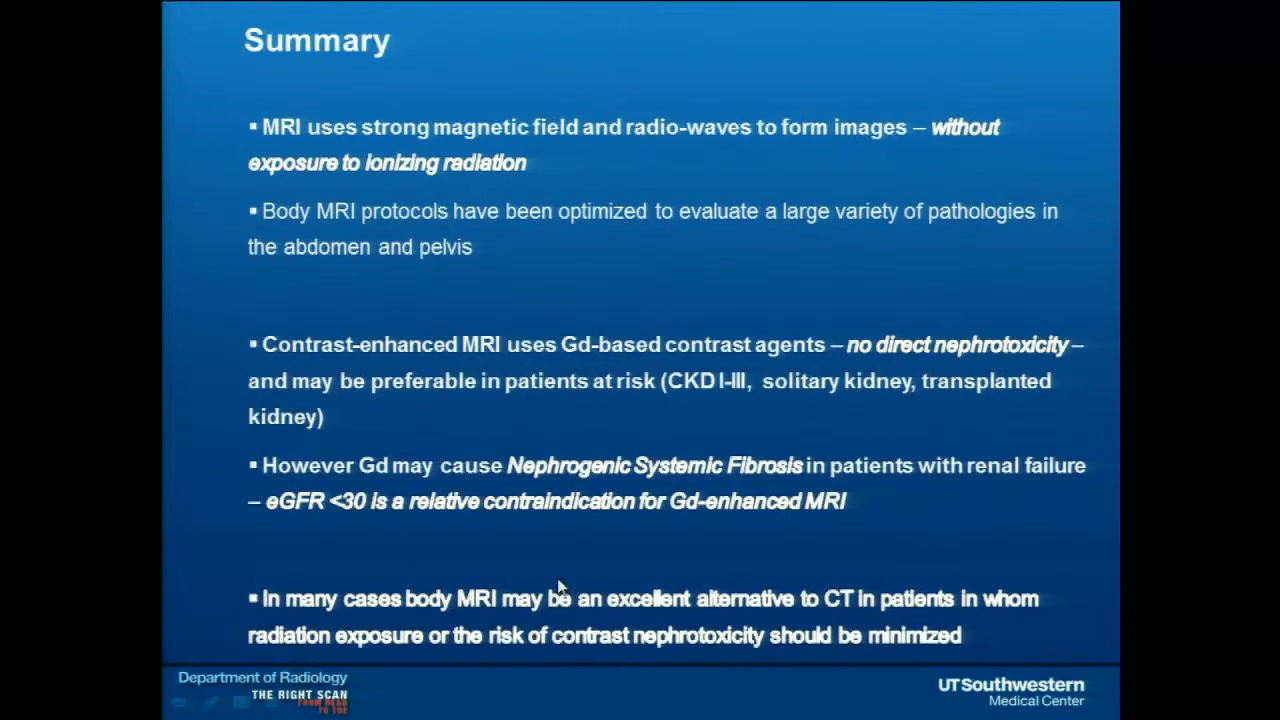 Summary
▪ MRI uses strong magnetic field and radio-waves to form images – without
exposure to ionizing radiation
▪ Body MRI protocols have been optimized to evaluate a large variety of pathologies in
the abdomen and pelvis
▪ Contrast-enhanced MRI uses Gd-based contrast agents – no direct nephrotoxicity –
and may be preferable in patients at risk (CKD I-III, solitary kidney, transplanted
kidney)
▪ However Gd may cause Nephrogenic Systemic Fibrosis in patients with renal failure
– eGFR <30 is a relative contraindication for Gd-enhanced MRI
▪ In many cases body MRI may be an excellent alternative to CT in patients in whom
radiation exposure or the risk of contrast nephrotoxicity should be minimized
Department of Radiology
THE RIGHT SCAN
FROM HEAD
TO TOE
UTSouthwestern
Medical Center